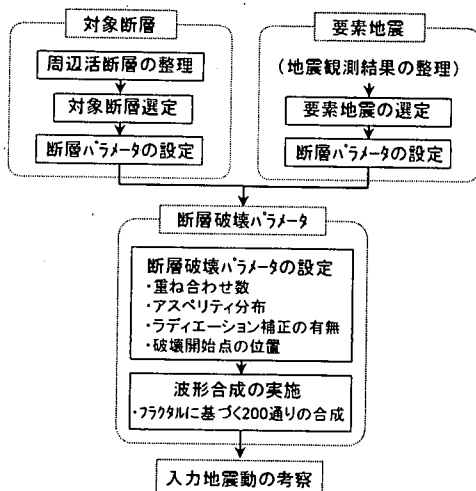 対象断層
周辺活断層の整理
対象断層選定
断層パラメータの設定
要素地震
(地震観測結果の整理)
要素地震の選定
断層パラメータの設定
断層破壊パラメータ
断層破壊パラメータの設定
・重ね合わせ数
・アスペリティ分布
・ラディエーション補正の有無
・破壊開始点の位置
波形合成の実施
・フラクタルに基づく200通りの合成
入力地震動の考察